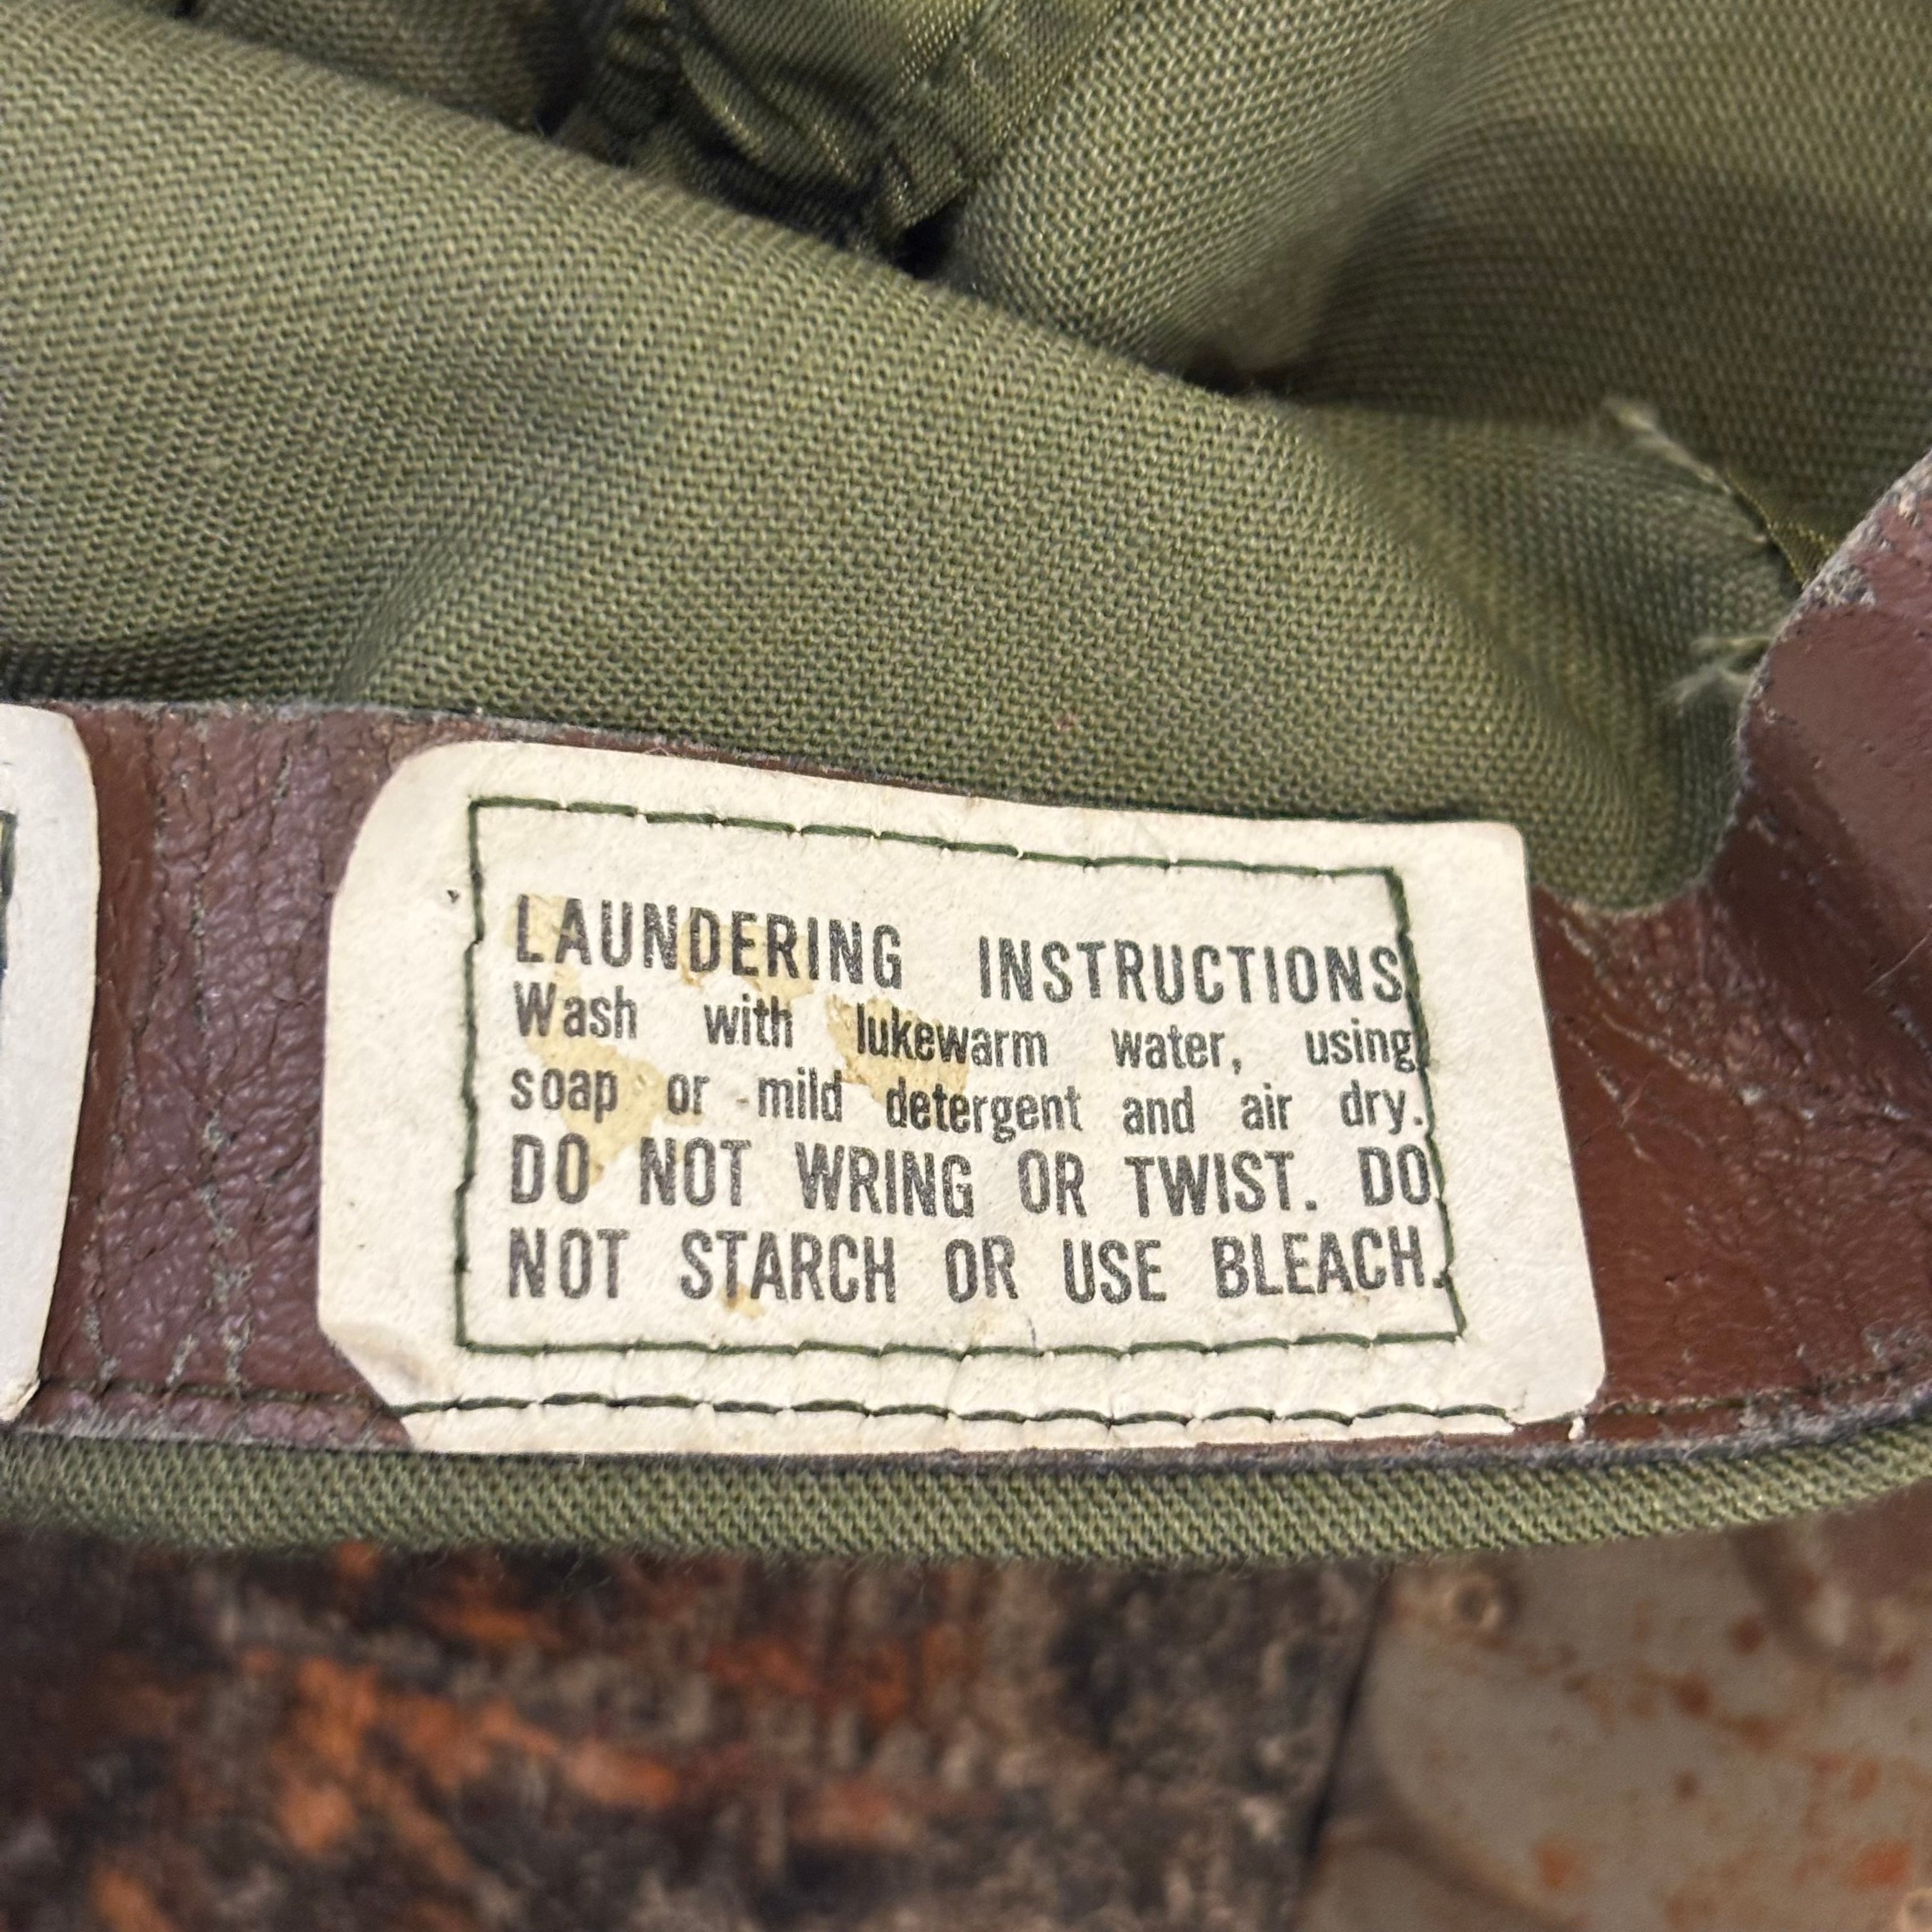 LAUNDERING INSTRUCTIONS
Wash with lukewarm water, using
soap or mild detergent and air dry.
DO NOT WRING OR TWIST. DO
NOT STARCH OR USE BLEACH.